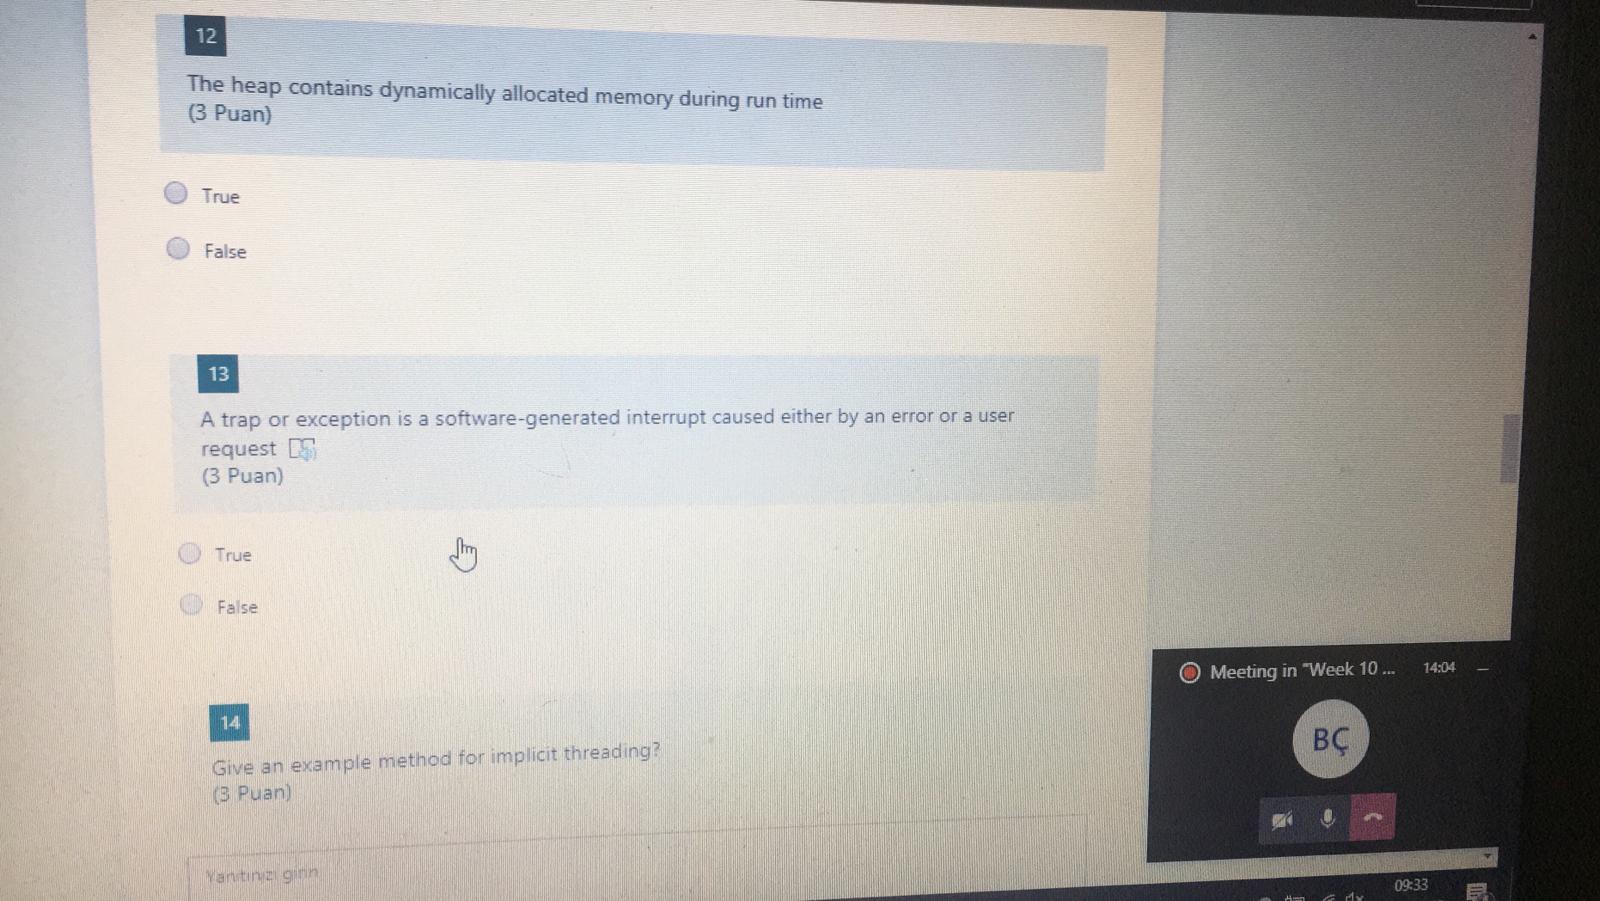 12
The heap contains dynamically allocated memory during run time
(3 Puan)
True
False
13
A trap or exception is a software-generated interrupt caused either by an error or a user
request
(3 Puan)
True
False
14
Give an example method for implicit threading?
(3 Puan)
Yanıtınızı girin
Meeting in "Week 10 ...
14:04
BÇ
09:33